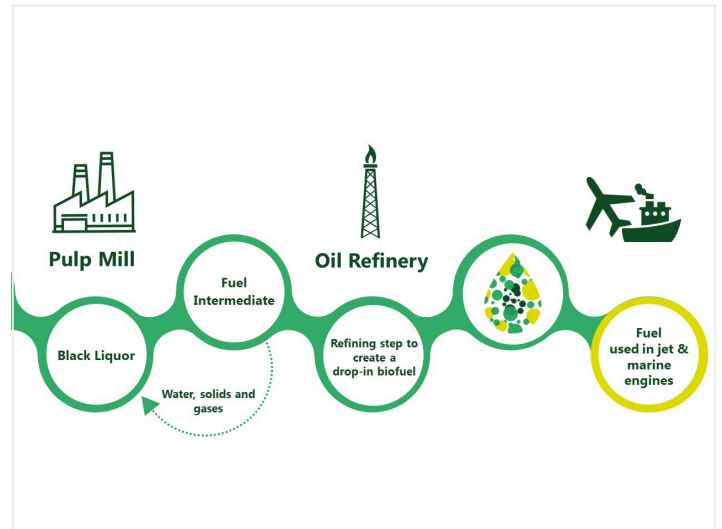 Pulp Mill
Black Liquor
Fuel
Intermediate
Water, solids and
gases
Oil Refinery
Refining step to
create a
drop-in biofuel
Fuel
used in jet &
marine
engines